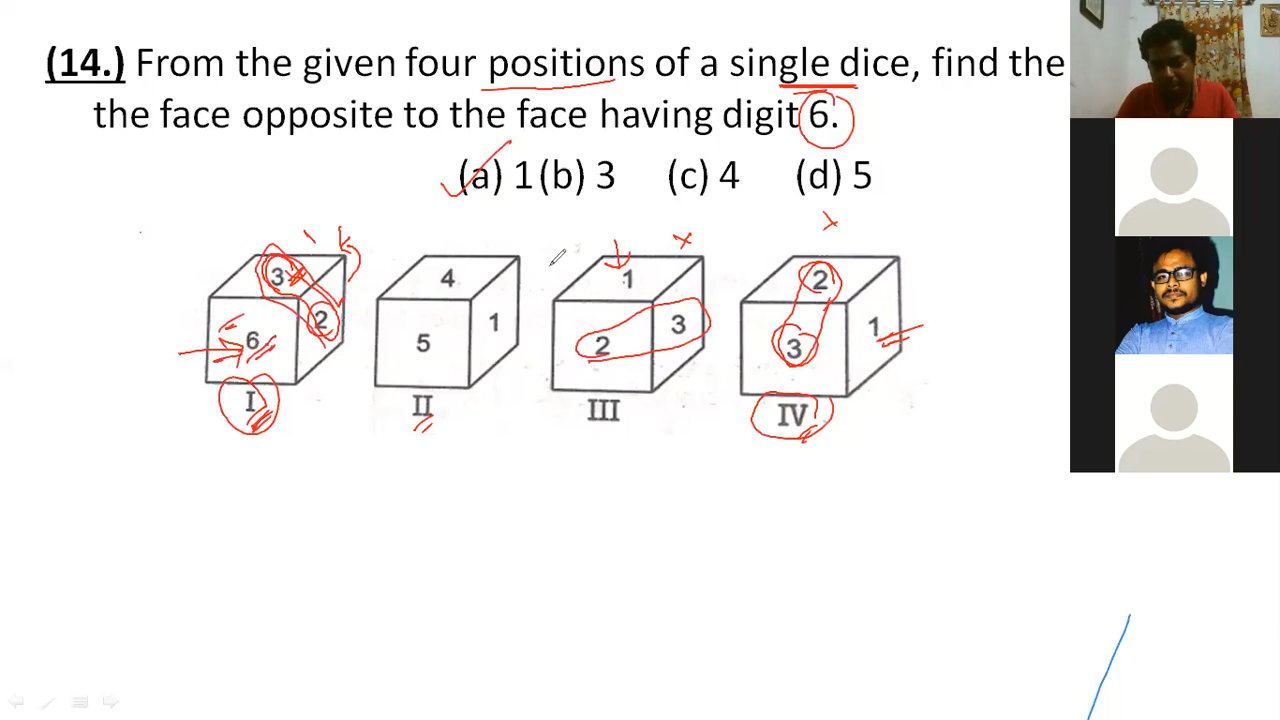 (14.) From the given four positions of a single dice, find the
the face opposite to the face having digit 6.
(a) 1 (b) 3 (c) 4 (d) 5
3 4 1 2
6 2 5 1 2 3 3 1
I II III IV